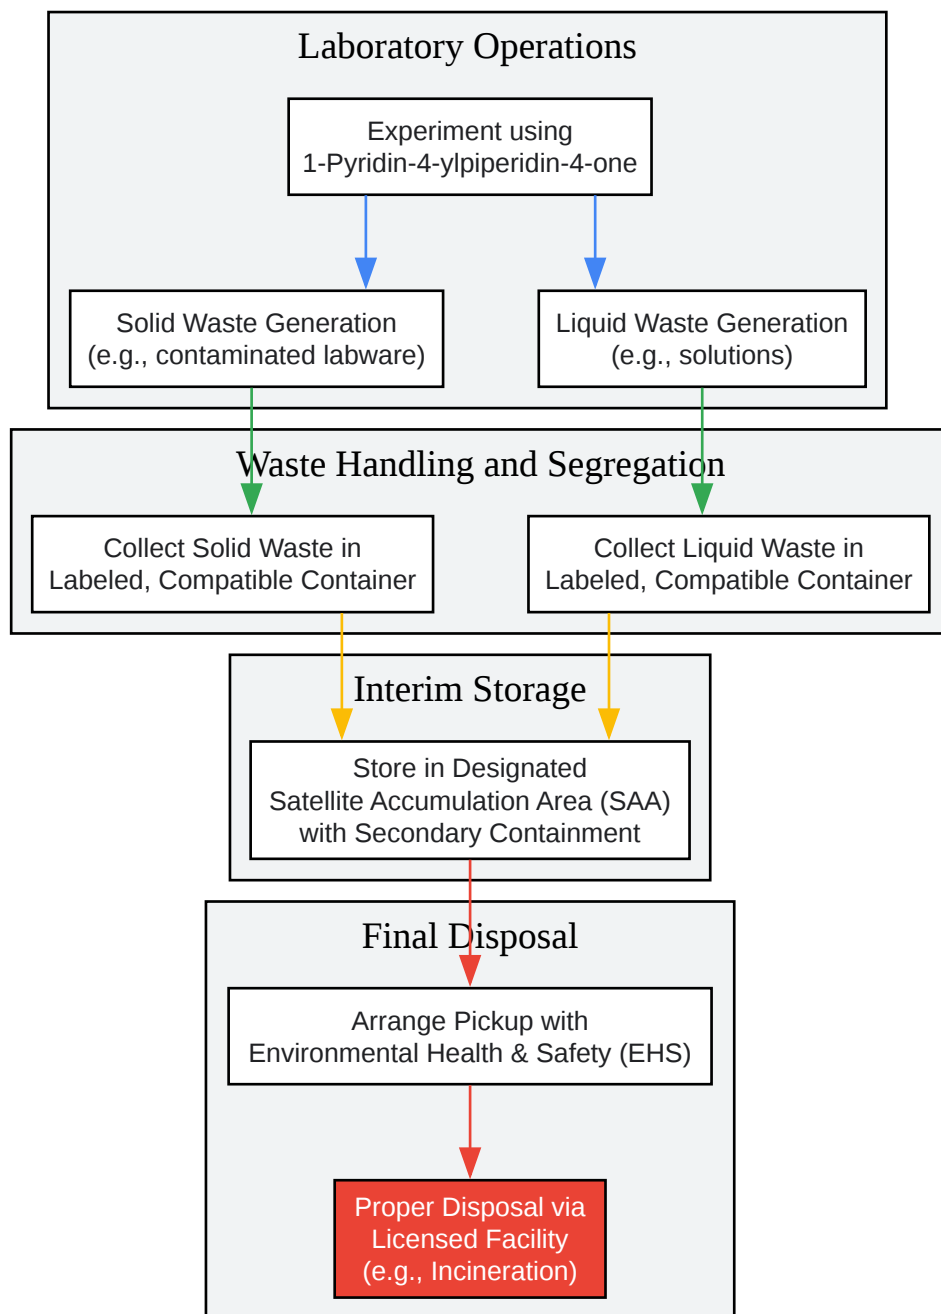 Laboratory Operations
Experiment using
1-Pyridin-4-ylpiperidin-4-one
Solid Waste Generation
(e.g., contaminated labware)
Liquid Waste Generation
(e.g., solutions)
Waste Handling and Segregation
Collect Solid Waste in
Labeled, Compatible Container
Collect Liquid Waste in
Labeled, Compatible Container
Interim Storage
Store in Designated
Satellite Accumulation Area (SAA)
with Secondary Containment
Final Disposal
Arrange Pickup with
Environmental Health & Safety (EHS)
Proper Disposal via
Licensed Facility
(e.g., Incineration)